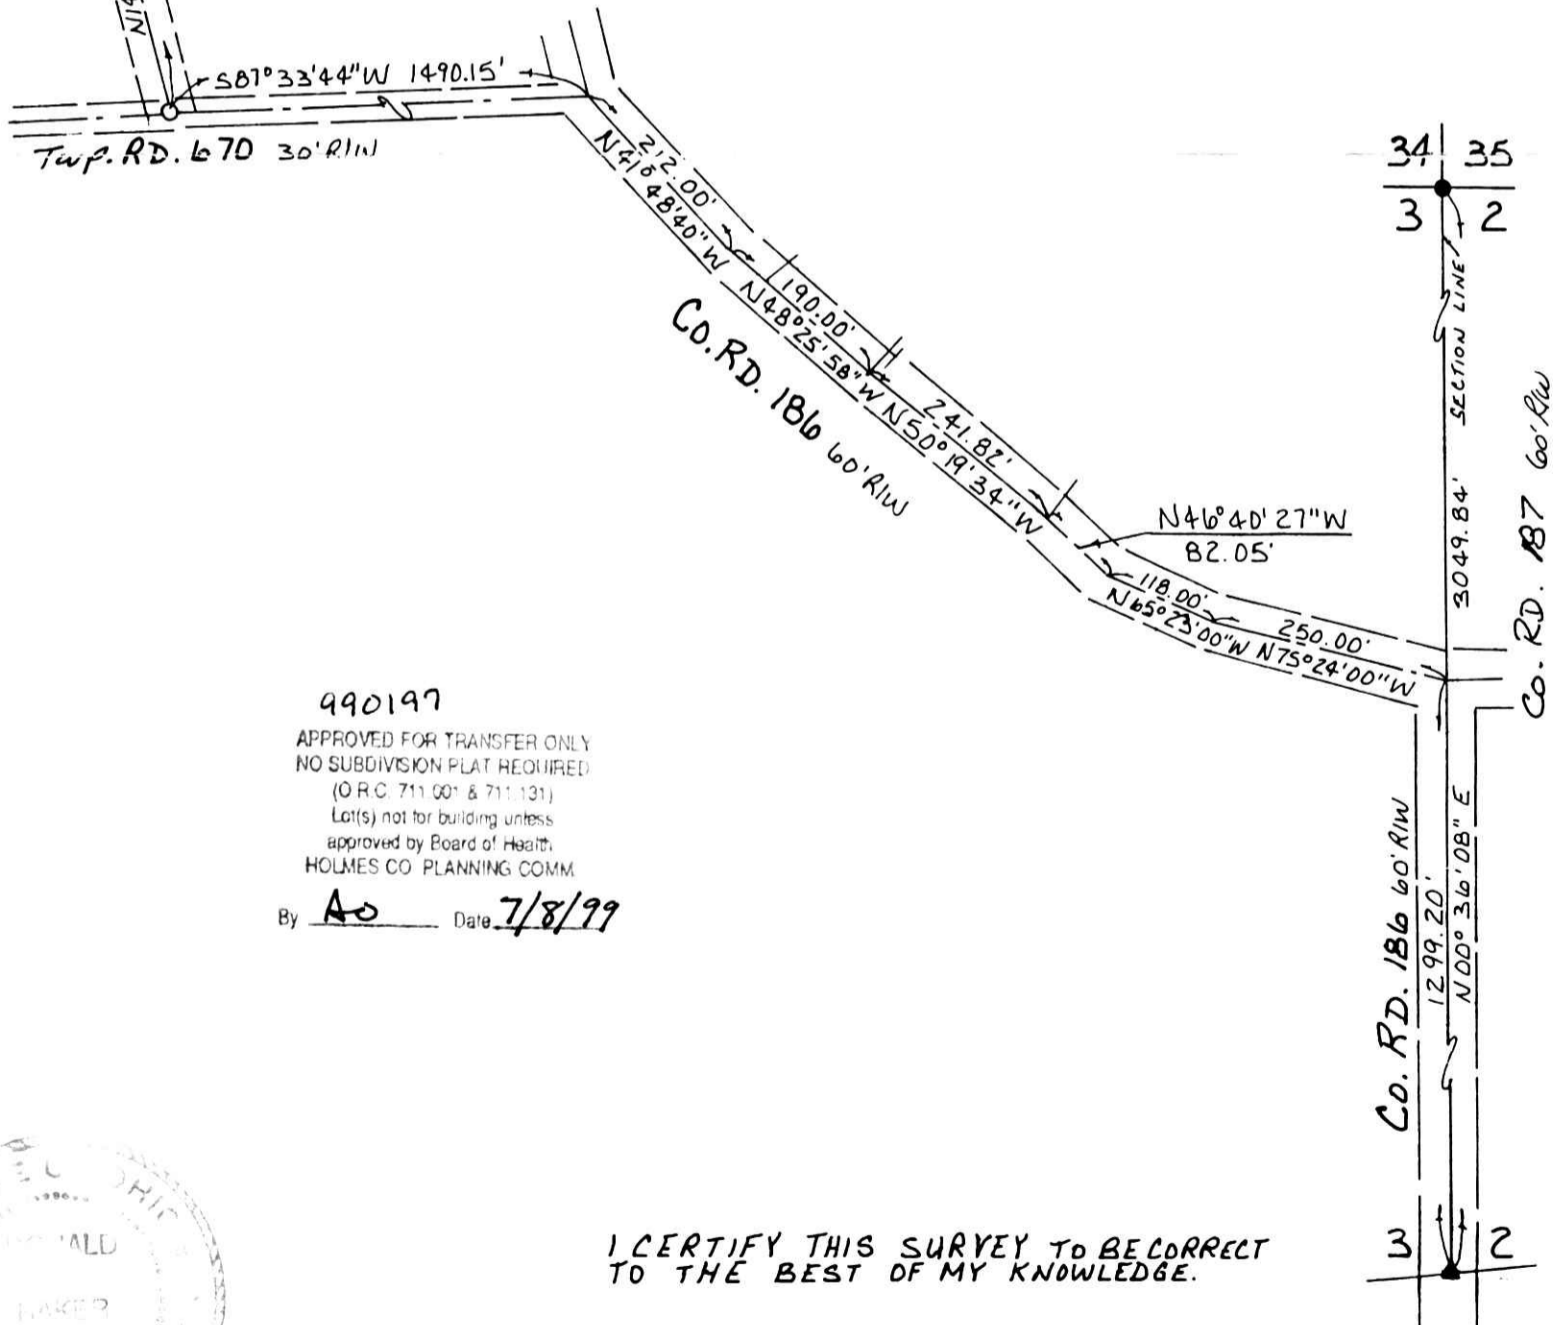 S87°33'44"W 1490.15'
Twp. RD. 670 30' R/W
212.00'
N41°48'40"W
190.00'
N48°25'58"W
241.82'
N50°19'34"W
Co. RD. 186 60' R/W
N46°40'27"W
82.05'
118.00'
N65°23'00"W
250.00'
N75°24'00"W
34 35
3 2
SECTION LINE
3049.84'
Co. RD. 187 60' R/W
990197
APPROVED FOR TRANSFER ONLY
NO SUBDIVISION PLAT REQUIRED
(O.R.C. 711.001 & 711.131)
Lot(s) not for building unless
approved by Board of Health
HOLMES CO PLANNING COMM
By AO Date 7/8/99
Co. RD. 186 60' R/W
1299.20'
N00°36'08"E
3 2
I CERTIFY THIS SURVEY TO BE CORRECT
TO THE BEST OF MY KNOWLEDGE.
BAKER